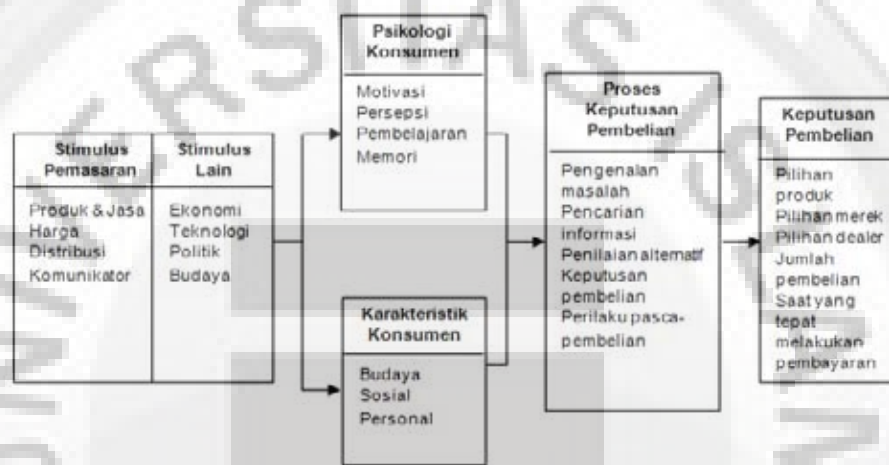 Stimulus
Pemasaran
Produk & Jasa
Harga
Distribusi
Komunikator
Stimulus
Lain
Ekonomi
Teknologi
Politik
Budaya
Psikologi
Konsumen
Motivasi
Persepsi
Pembelajaran
Memori
Karakteristik
Konsumen
Budaya
Sosial
Personal
Proses
Keputusan
Pembelian
Pengenalan
masalah
Pencarian
informasi
Penilaian alternatif
Keputusan
pembelian
Perilaku pasca-
pembelian
Keputusan
Pembelian
Pilihan
produk
Pilihan merek
Pilihan dealer
Jumlah
pembelian
Saat yang
tepat
melakukan
pembayaran